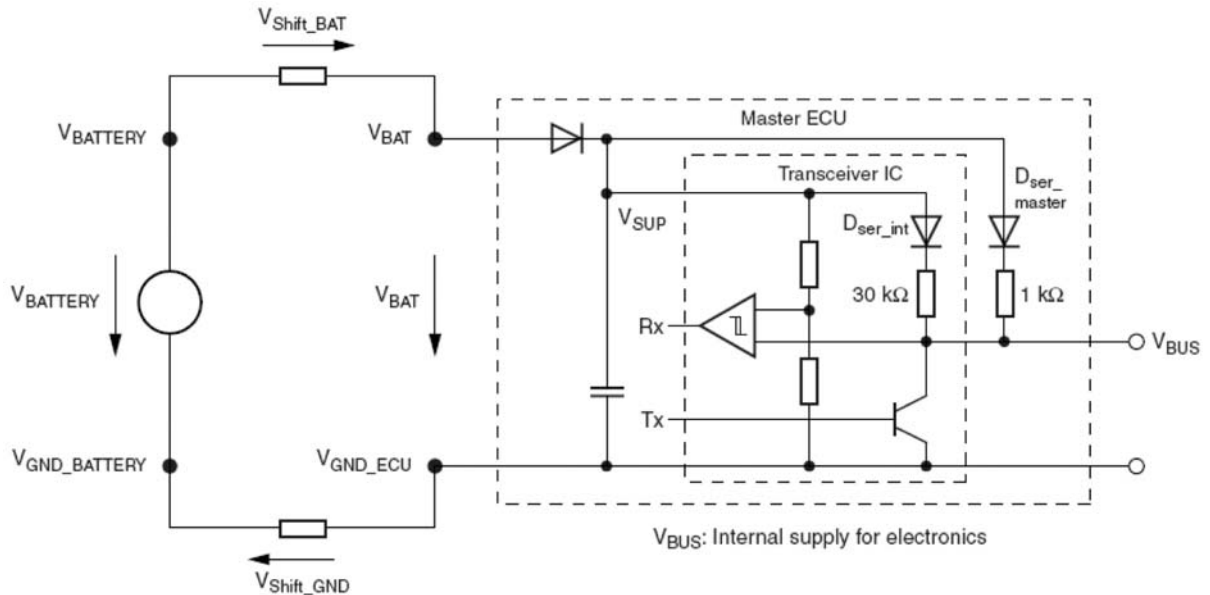 VShift_BAT
Master ECU
VBATTERY
VBAT
Transceiver IC
Dser_
master
VSUP
Dser_int
VBATTERY
VBAT
30 kΩ
1 kΩ
Rx
VBUS
Tx
VGND_BATTERY
VGND_ECU
VBUS: Internal supply for electronics
VShift_GND